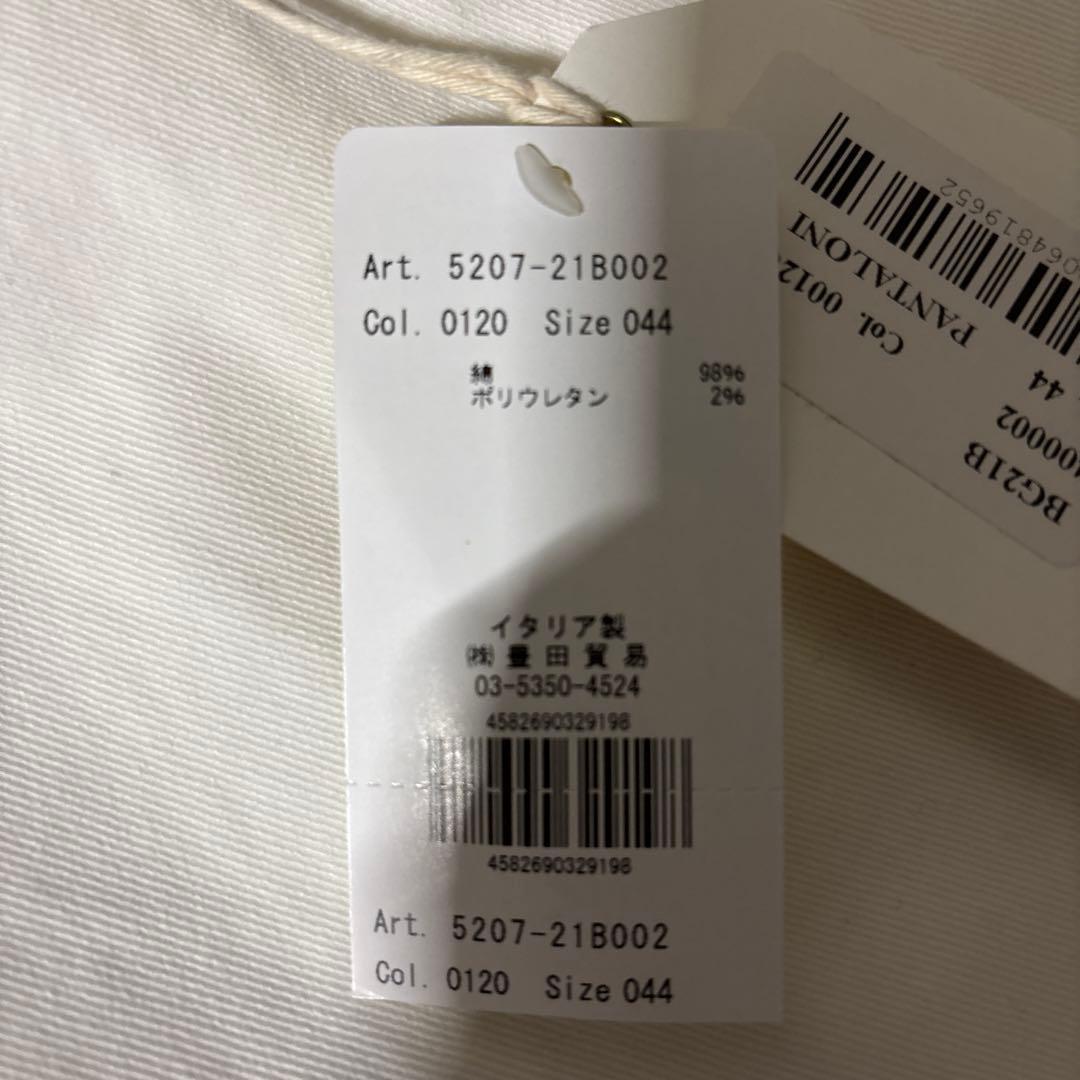 Art. 5207-21B002
Col. 0120 Size 044
綿 98%
ポリウレタン 2%
イタリア製
㈱ 豊田貿易
03-5350-4524
4582690329198
4582690329198
Art. 5207-21B002
Col. 0120 Size 044
BG21B
44
PANTALONI
Col.